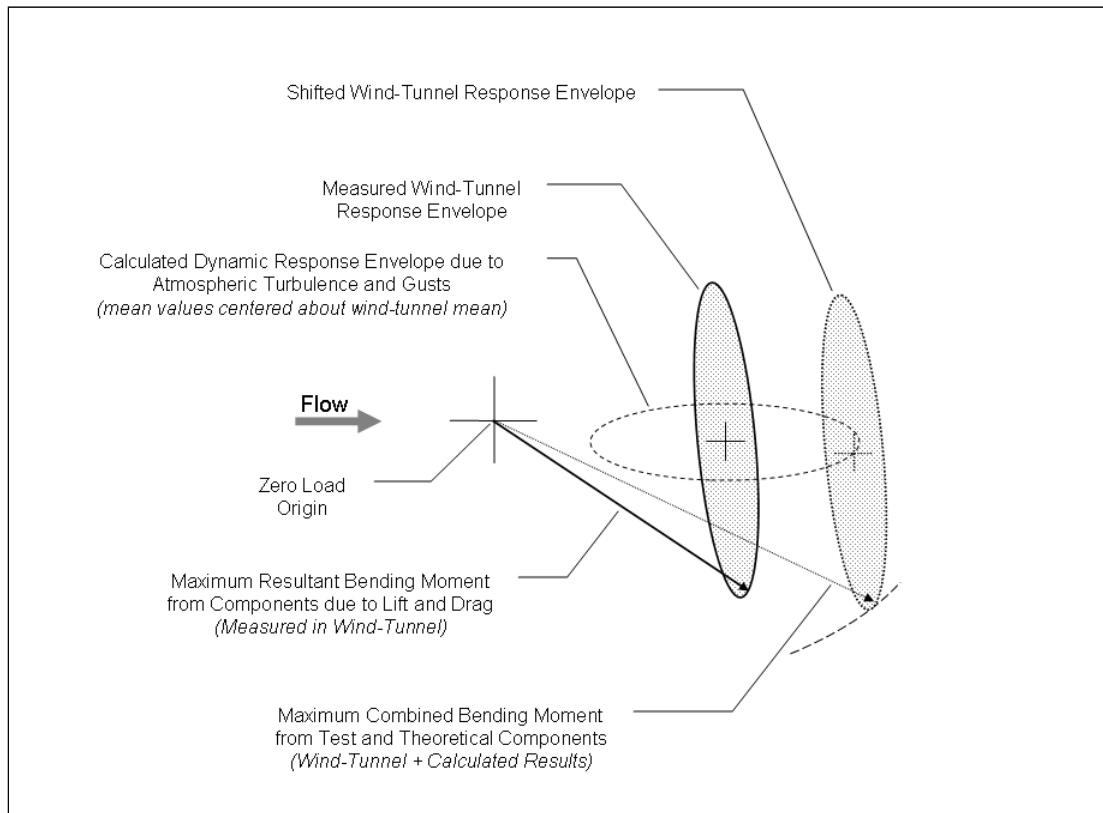 Shifted Wind-Tunnel Response Envelope
Measured Wind-Tunnel
Response Envelope
Calculated Dynamic Response Envelope due to
Atmospheric Turbulence and Gusts
(mean values centered about wind-tunnel mean)
Flow
Zero Load
Origin
Maximum Resultant Bending Moment
from Components due to Lift and Drag
(Measured in Wind-Tunnel)
Maximum Combined Bending Moment
from Test and Theoretical Components
(Wind-Tunnel + Calculated Results)